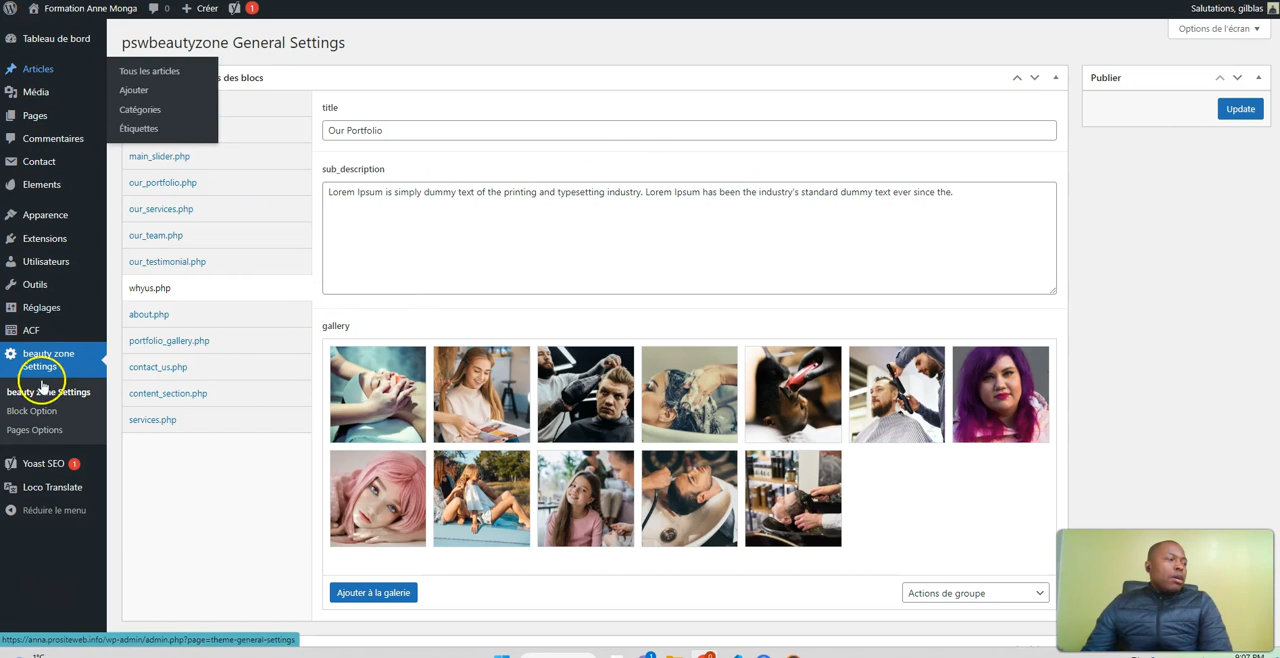 Formation Anne Monga
0
Créer
1
Salutations, gilblas
Tableau de bord
Articles
Média
Pages
Commentaires
Contact
Elements
Apparence
Extensions
Utilisateurs
Outils
Réglages
ACF
beauty zone
Settings
beauty zone Settings
Block Option
Pages Options
Yoast SEO 1
Loco Translate
Réduire le menu
Tous les articles
Ajouter
Catégories
Étiquettes
Options de l'écran
pswbeautyzone General Settings
des blocs
main_slider.php
our_portfolio.php
our_services.php
our_team.php
our_testimonial.php
whyus.php
about.php
portfolio_gallery.php
contact_us.php
content_section.php
services.php
title
Our Portfolio
sub_description
Lorem Ipsum is simply dummy text of the printing and typesetting industry. Lorem Ipsum has been the industry's standard dummy text ever since the.
gallery
Ajouter à la galerie
Actions de groupe
Publier
Update
https://anna.prositeweb.info/wp-admin/admin.php?page=theme-general-settings
1°C